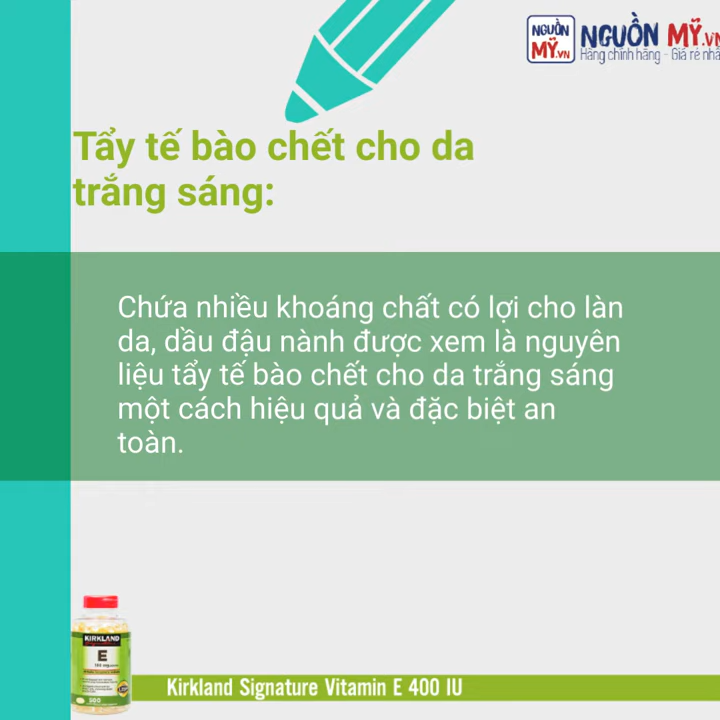 NGUỒN MỸ.VN
NGUỒN MỸ.VN
Hàng chính hãng - Giá rẻ nhấ
Tẩy tế bào chết cho da
trắng sáng:
Chứa nhiều khoáng chất có lợi cho làn
da, dầu đậu nành được xem là nguyên
liệu tẩy tế bào chết cho da trắng sáng
một cách hiệu quả và đặc biệt an
toàn.
KIRKLAND
E
500
Kirkland Signature Vitamin E 400 IU